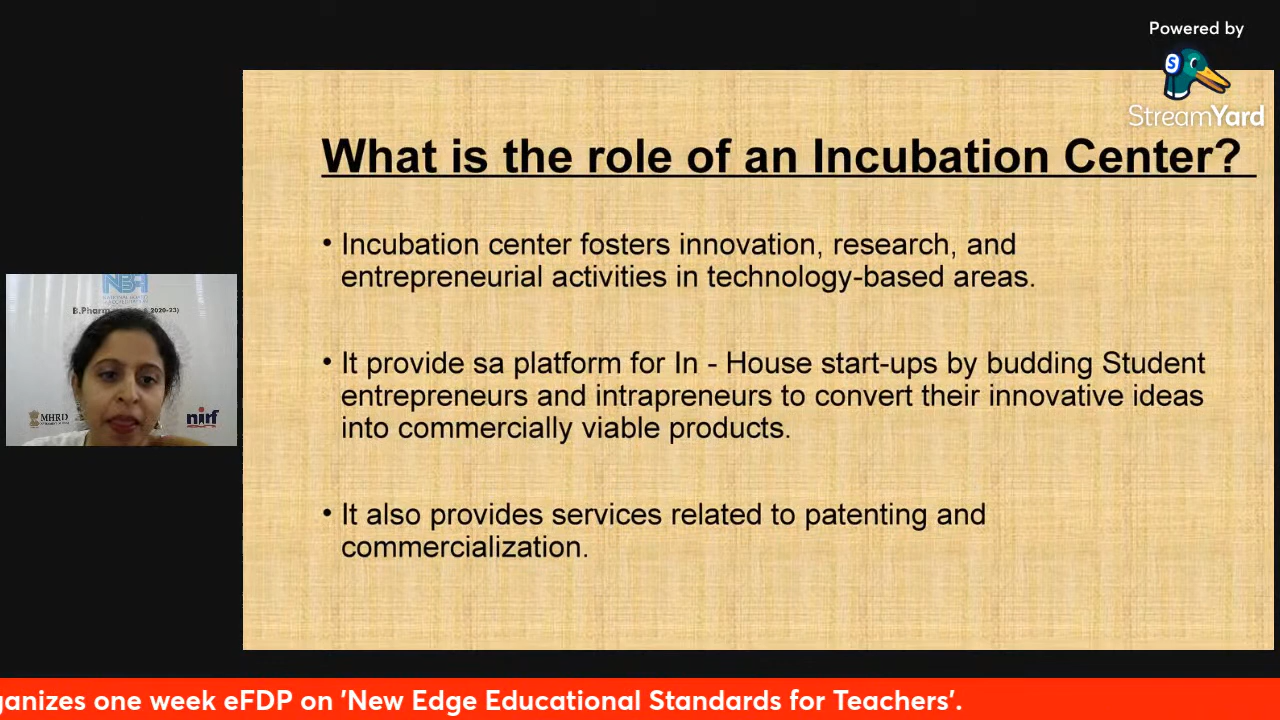 Powered by
StreamYard
What is the role of an Incubation Center?
• Incubation center fosters innovation, research, and
entrepreneurial activities in technology-based areas.
• It provide sa platform for In - House start-ups by budding Student
entrepreneurs and intrapreneurs to convert their innovative ideas
into commercially viable products.
• It also provides services related to patenting and
commercialization.
NBA
B.Pharm
2020-23)
MHRD
nirf
ganizes one week eFDP on 'New Edge Educational Standards for Teachers'.